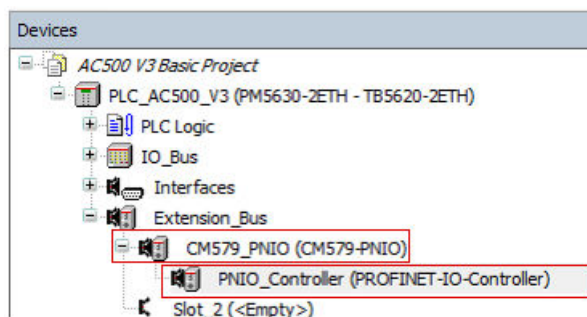 Devices
AC500 V3 Basic Project
PLC_AC500_V3 (PM5630-2ETH - TB5620-2ETH)
PLC Logic
IO_Bus
Interfaces
Extension_Bus
CM579_PNIO (CM579-PNIO)
PNIO_Controller (PROFINET-IO-Controller)
Slot_2 (<Empty>)